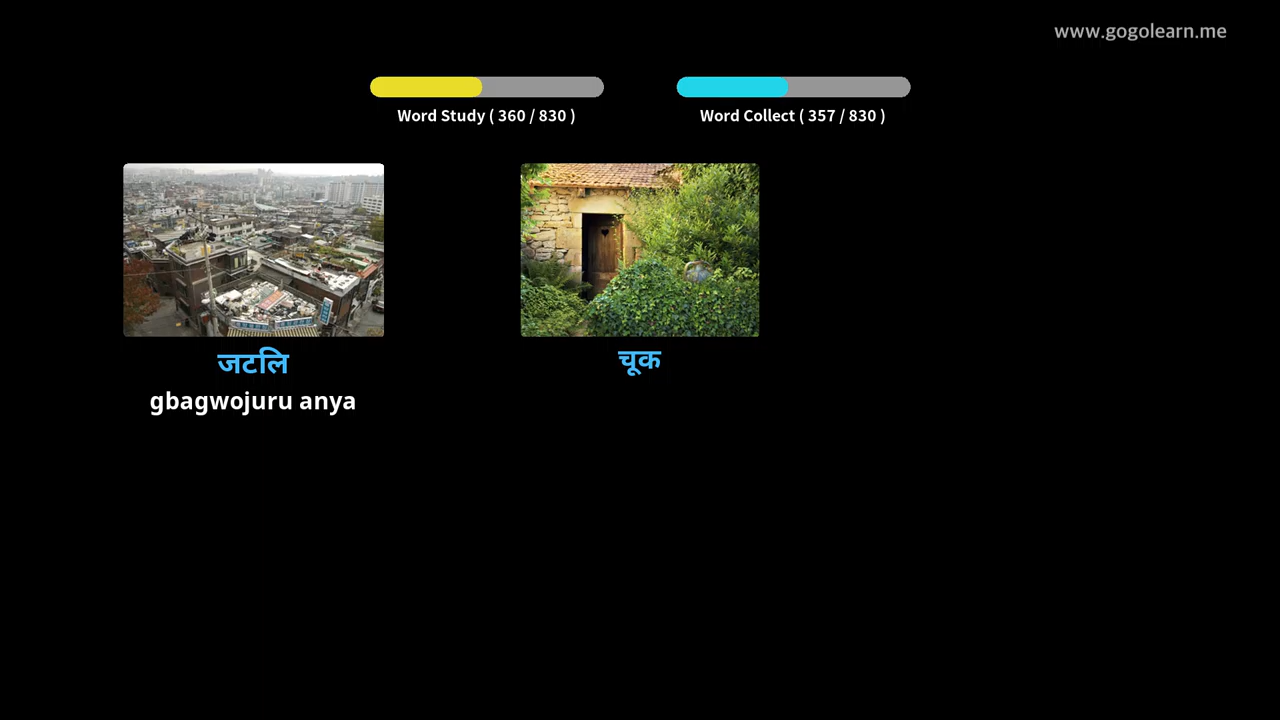 www.gogolearn.me
Word Study ( 360 / 830 )
Word Collect ( 357 / 830 )
जटलि
चूक
gbagwojuru anya